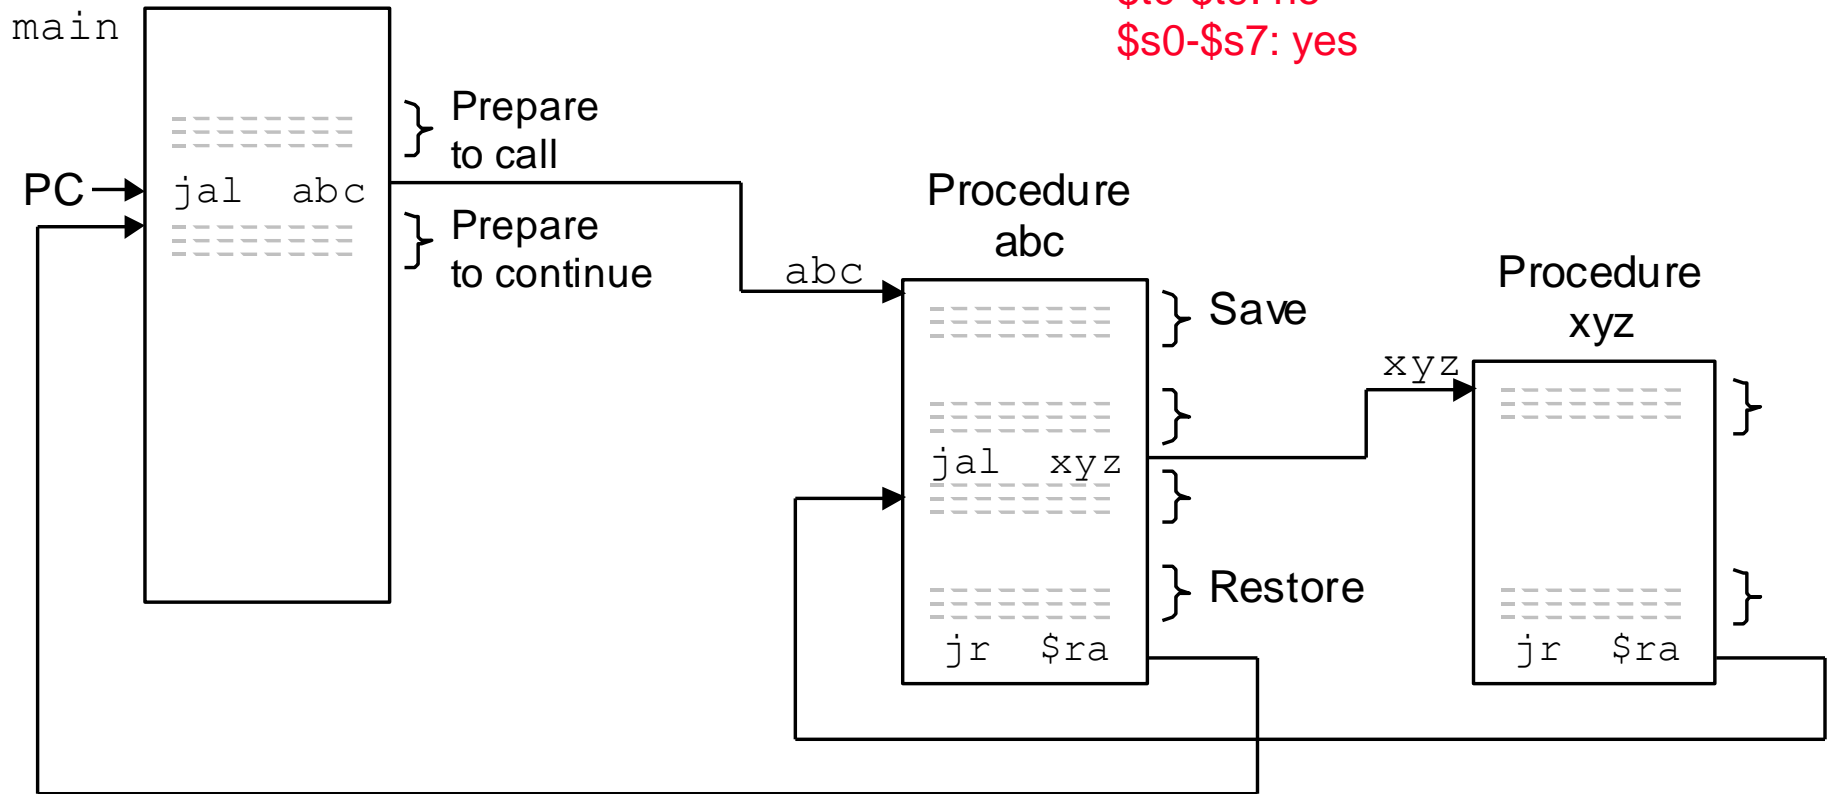 main
$s0-$s7: yes
Prepare
to call
PC
jal abc
Prepare
to continue
Procedure
abc
abc
Save
Procedure
xyz
xyz
jal xyz
Restore
jr $ra
jr $ra